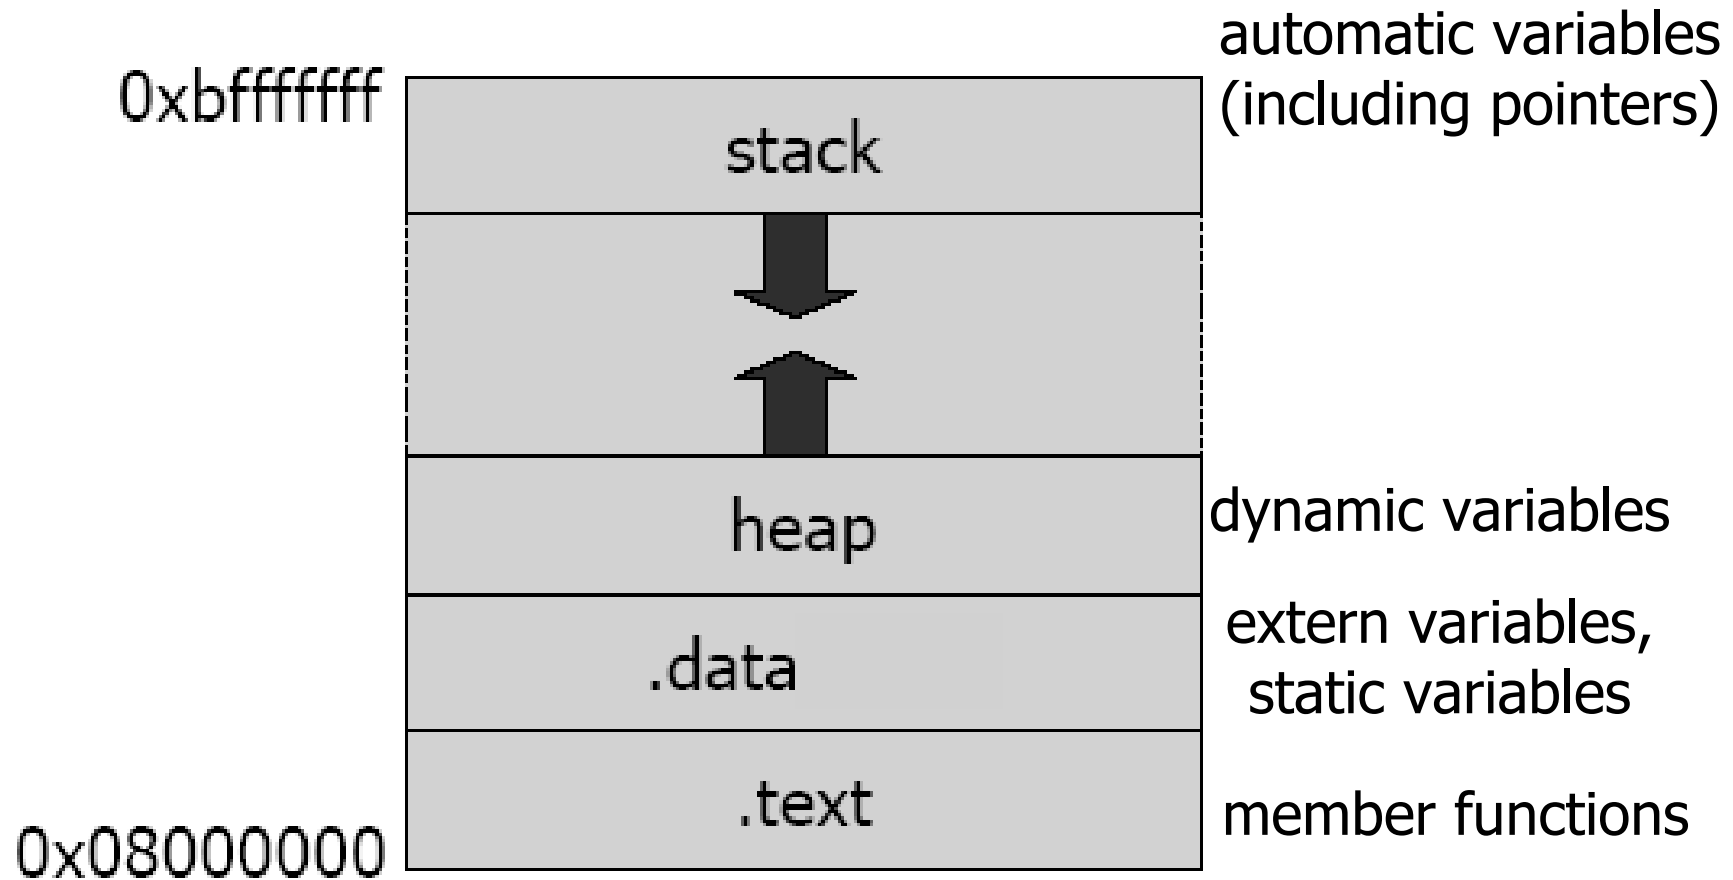 automatic variables
(including pointers)
0xbfffffff
stack
heap
dynamic variables
.data
extern variables,
static variables
.text
member functions
0x08000000